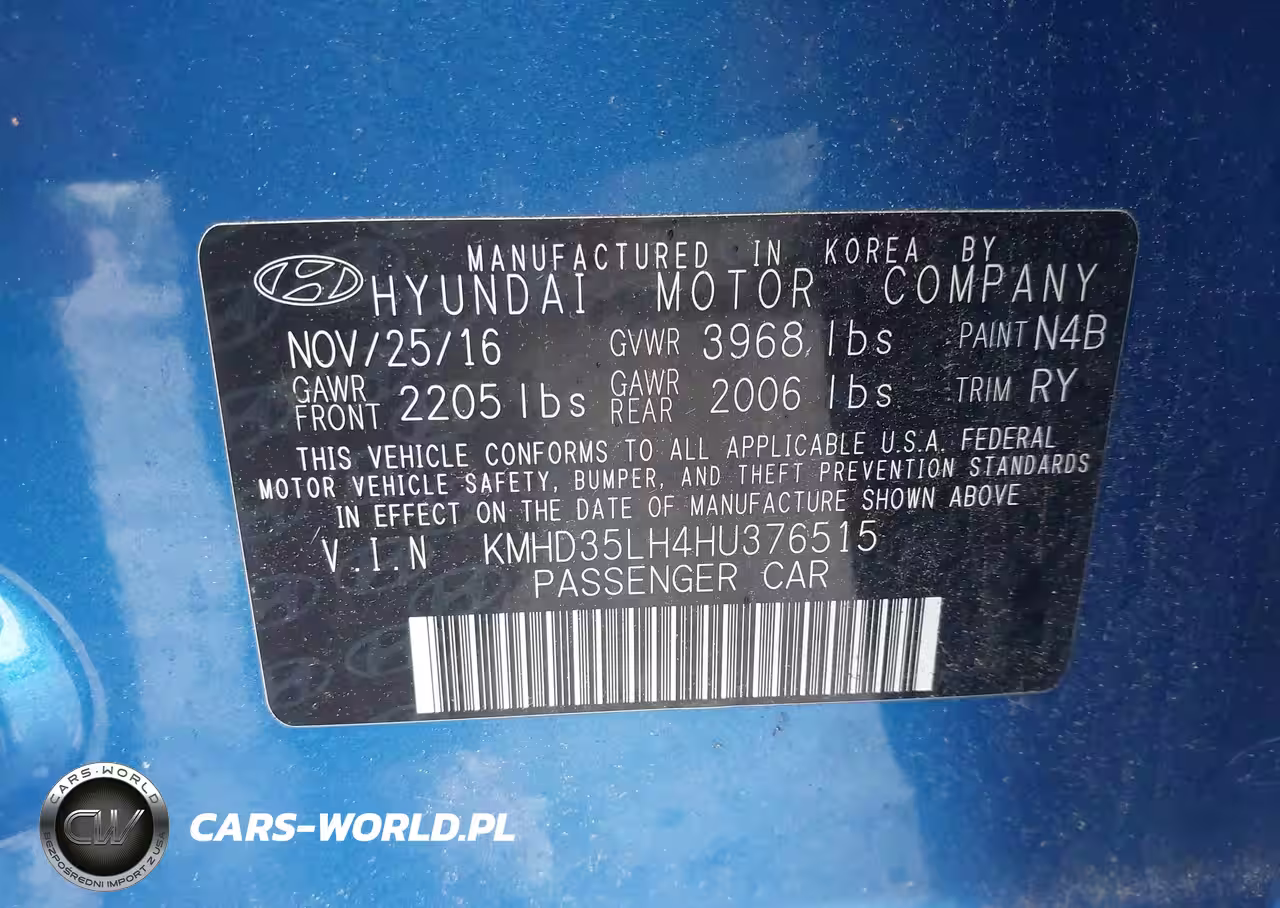 MANUFACTURED IN KOREA BY
HYUNDAI MOTOR COMPANY
NOV/25/16 GVWR 3968 lbs PAINT N4B
GAWR FRONT 2205 lbs GAWR REAR 2006 lbs TRIM RY
THIS VEHICLE CONFORMS TO ALL APPLICABLE U.S.A. FEDERAL
MOTOR VEHICLE SAFETY, BUMPER, AND THEFT PREVENTION STANDARDS
IN EFFECT ON THE DATE OF MANUFACTURE SHOWN ABOVE
V.I.N KMHD35LH4HU376515
PASSENGER CAR
CARS-WORLD
CW
BEZPOŚREDNI IMPORT Z USA
CARS-WORLD.PL